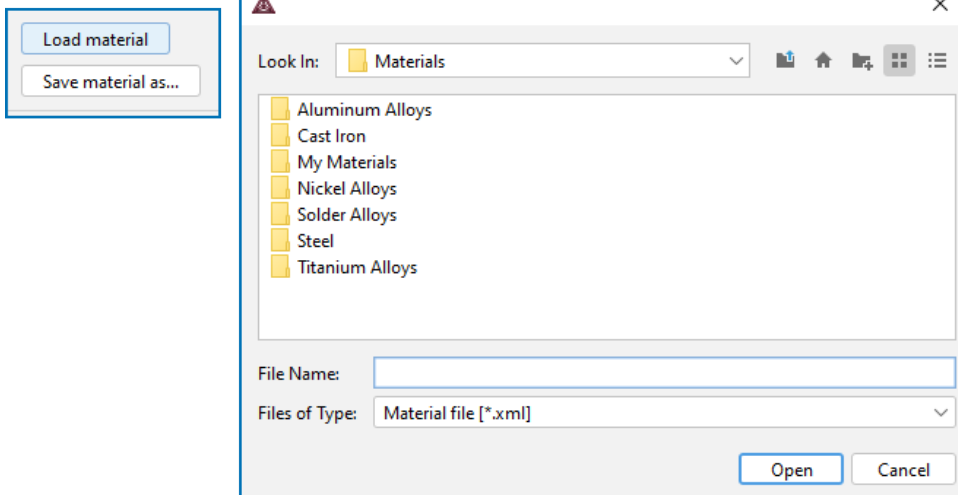 Load material
Save material as...
Look In: Materials
Aluminum Alloys
Cast Iron
My Materials
Nickel Alloys
Solder Alloys
Steel
Titanium Alloys
File Name:
Files of Type: Material file [*.xml]
Open Cancel